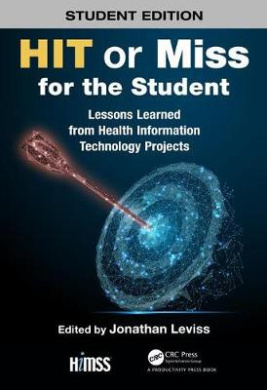 STUDENT EDITION
HIT or Miss
for the Student
Lessons Learned
from Health Information
Technology Projects
Edited by Jonathan Leviss
HiMSS
CRC Press
Taylor & Francis Group
A PRODUCTIVITY PRESS BOOK